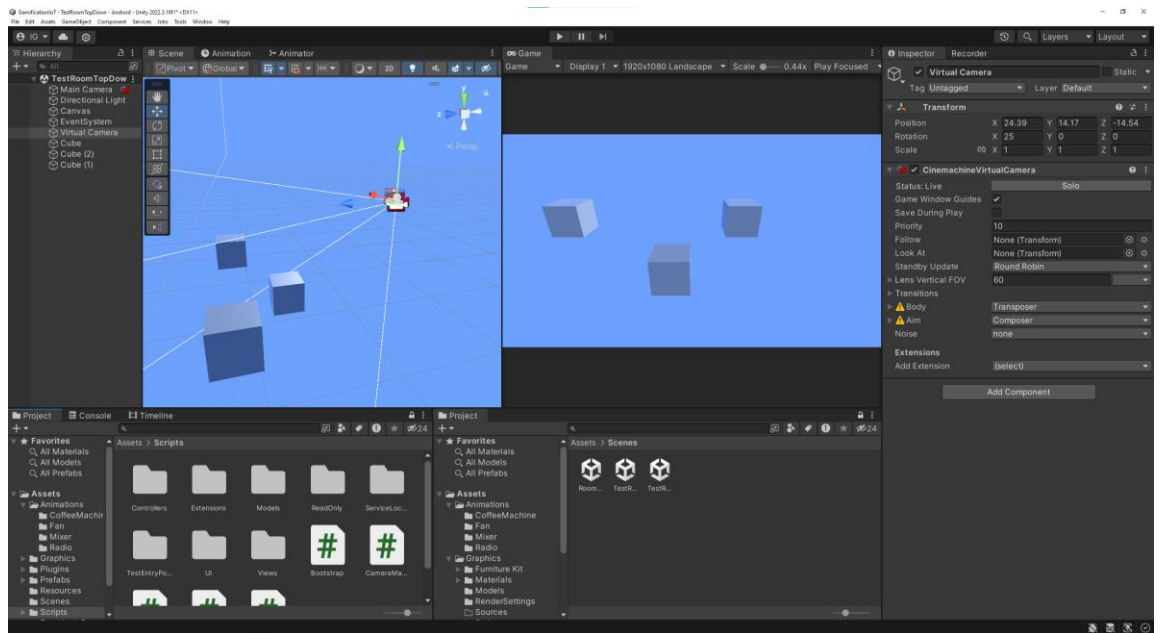 GamificationIoT - TestRoomTopDown - Android - Unity 2022.3.18f1* <DX11>
File Edit Assets GameObject Component Services Jobs Tools Window Help
IG
Layers Layout
Hierarchy
All
TestRoomTopDow
Main Camera
Directional Light
Canvas
EventSystem
Virtual Camera
Cube
Cube (2)
Cube (1)
Scene Animation Animator
Pivot Global 2D
y
z
Persp
Game
Game Display 1 1920x1080 Landscape Scale 0.44x Play Focused
Inspector Recorder
Virtual Camera Static
Tag Untagged Layer Default
Transform
Position X 24.39 Y 14.17 Z -14.54
Rotation X 25 Y 0 Z 0
Scale X 1 Y 1 Z 1
CinemachineVirtualCamera
Status: Live Solo
Game Window Guides
Save During Play
Priority 10
Follow None (Transform)
Look At None (Transform)
Standby Update Round Robin
Lens Vertical FOV 60
Transitions
Body Transposer
Aim Composer
Noise none
Extensions
Add Extension (select)
Add Component
Project Console Timeline
24
Favorites
All Materials
All Models
All Prefabs
Assets
Animations
CoffeeMachin
Fan
Mixer
Radio
Graphics
Plugins
Prefabs
Resources
Scenes
Scripts
Assets > Scripts
Controllers Extensions Models ReadOnly ServiceLoc...
TestEntryPo... UI Views Bootstrap CameraMa...
Project
24
Favorites
All Materials
All Models
All Prefabs
Assets
Animations
CoffeeMachine
Fan
Mixer
Radio
Graphics
Furniture Kit
Materials
Models
RenderSettings
Sources
Assets > Scenes
Room... TestR... TestR...